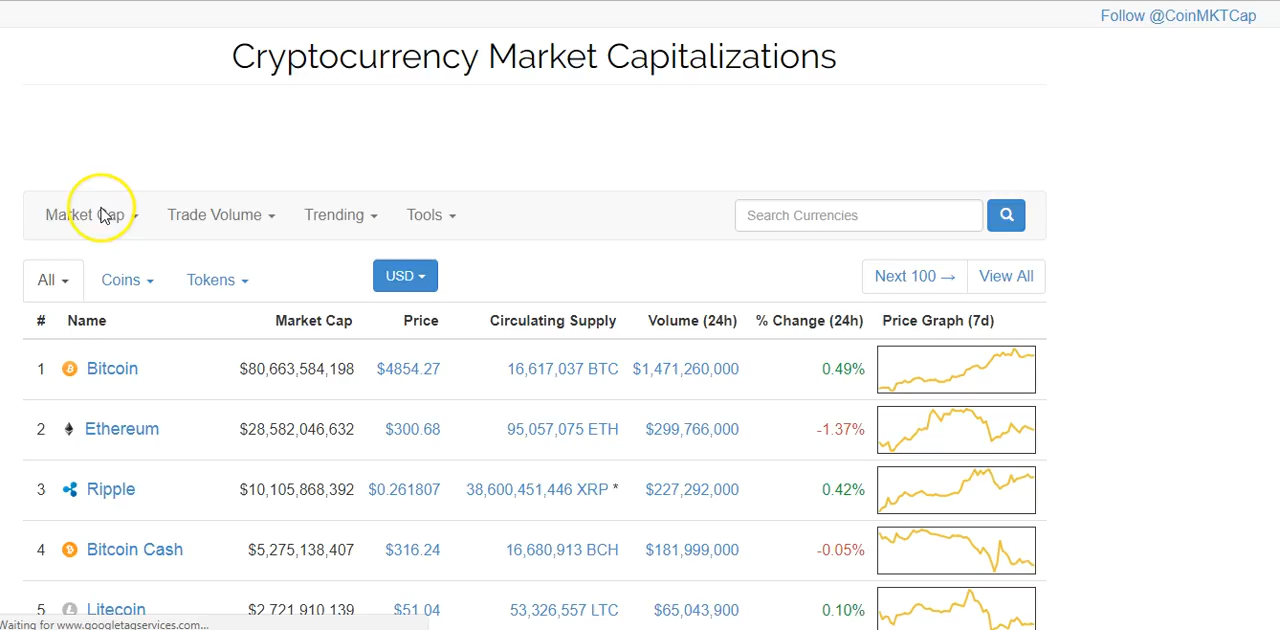 Follow @CoinMKTCap
Cryptocurrency Market Capitalizations
Market Cap Trade Volume Trending Tools Search Currencies
All Coins Tokens USD Next 100 → View All
# Name Market Cap Price Circulating Supply Volume (24h) % Change (24h) Price Graph (7d)
1 Bitcoin $80,663,584,198 $4854.27 16,617,037 BTC $1,471,260,000 0.49%
2 Ethereum $28,582,046,632 $300.68 95,057,075 ETH $299,766,000 -1.37%
3 Ripple $10,105,868,392 $0.261807 38,600,451,446 XRP * $227,292,000 0.42%
4 Bitcoin Cash $5,275,138,407 $316.24 16,680,913 BCH $181,999,000 -0.05%
5 Litecoin $2,721,910,139 $51.04 53,326,557 LTC $65,043,900 0.10%
Waiting for www.googletagservices.com...